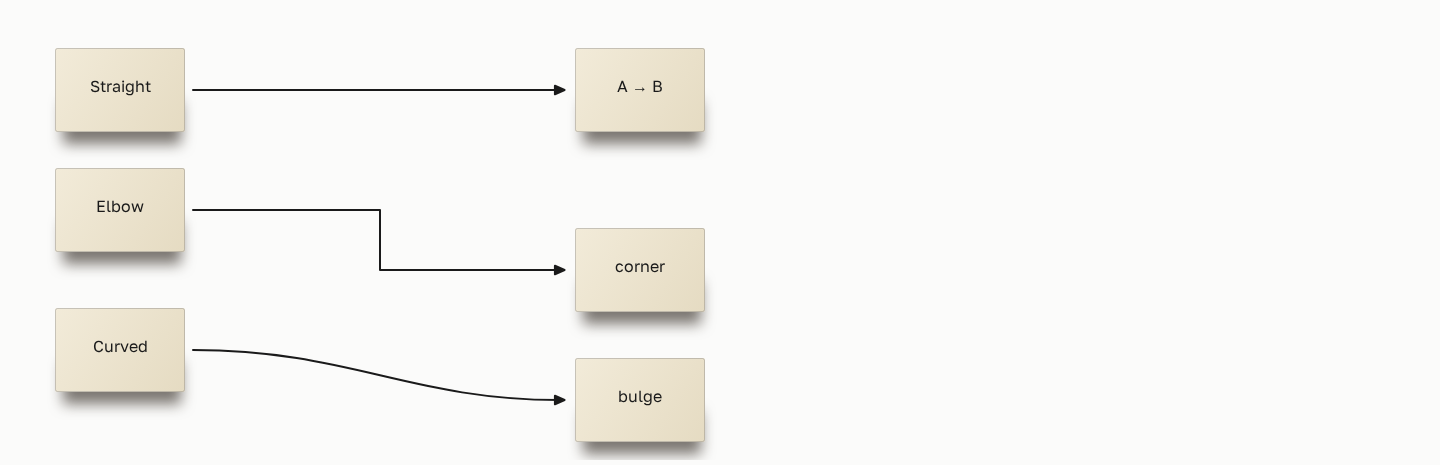 Straight
A → B
Elbow
corner
Curved
bulge